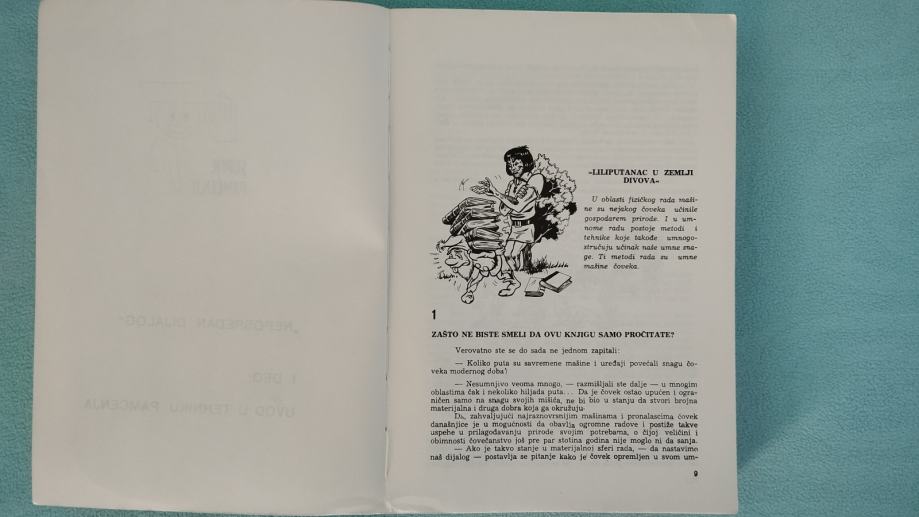 „LILIPUTANAC U ZEMLJI
DIVOVA“
U oblasti fizičkog rada maši-
ne su nejakog čoveka učinile
gospodarem prirode. I u um-
nome radu postoje metodi i
tehnike koje takođe umnogo-
stručuju učinak naše umne sna-
ge. Ti metodi rada su umne
mašine čoveka.
1
ZAŠTO NE BISTE SMELI DA OVU KNJIGU SAMO PROČITATE?
Verovatno ste se do sada ne jednom zapitali:
— Koliko puta su savremene mašine i uređaji povećali snagu čo-
veka modernog doba?
— Nesumnjivo veoma mnogo, — razmišljali ste dalje — u mnogim
oblastima čak i nekoliko hiljada puta... Da je čovek ostao upućen i ogra-
ničen samo na snagu svojih mišića, ne bi bio u stanju da stvori brojna
materijalna i druga dobra koja ga okružuju.
Da, zahvaljujući najraznovrsnijim mašinama i pronalascima čovek
današnjice je u mogućnosti da obavlja ogromne radove i postiže takve
uspehe u prilagođavanju prirode svojim potrebama, o čijoj veličini i
obimnosti čovečanstvo još pre par stotina godina nije moglo ni da sanja.
— Ako je takvo stanje u materijalnoj sferi rada, — da nastavimo
naš dijalog — postavlja se pitanje kako je čovek opremljen u svom um-
9
„NEPOSREDAN DIJALOG“
I DEO
UVOD U TEHNIKU PAMĆENJA